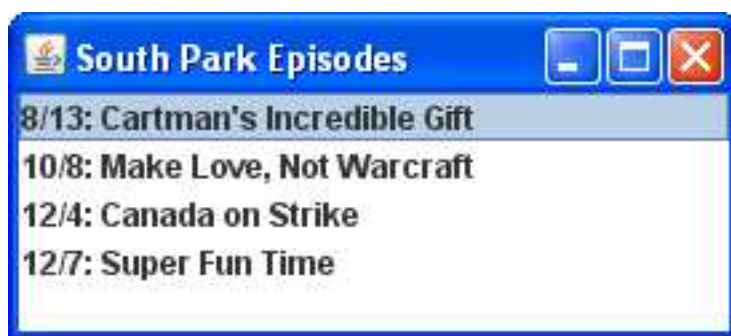 South Park Episodes
8/13: Cartman's Incredible Gift
10/8: Make Love, Not Warcraft
12/4: Canada on Strike
12/7: Super Fun Time